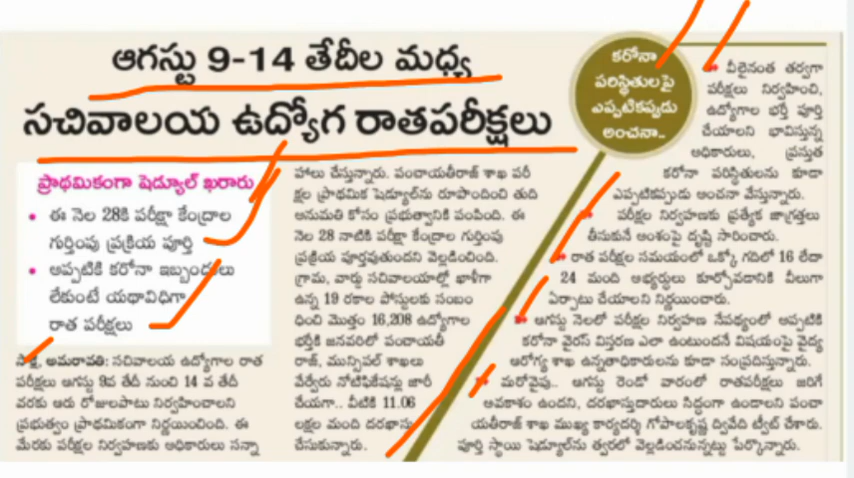 ఆగస్టు 9-14 తేదీల మధ్య
సచివాలయ ఉద్యోగ రాతపరీక్షలు
ప్రాథమికంగా షెడ్యూల్ ఖరారు
• ఈ నెల 28కి పరీక్షా కేంద్రాల
గుర్తింపు ప్రక్రియ పూర్తి
• అప్పటికి కరోనా ఇబ్బందులు
లేకుంటే యథావిధిగా
రాత పరీక్షలు
సాక్షి, అమరావతి: సచివాలయ ఉద్యోగాల రాత
పరీక్షలు ఆగస్టు 9వ తేదీ నుంచి 14 వ తేదీ
వరకు ఆరు రోజులపాటు నిర్వహించాలని
ప్రభుత్వం ప్రాథమికంగా నిర్ణయించింది. ఈ
మేరకు పరీక్షల నిర్వహణకు అధికారులు సన్నా
హాలు చేస్తున్నారు. పంచాయతీరాజ్ శాఖ పరీ
క్షల ప్రాథమిక షెడ్యూల్‌ను రూపొందించి తుది
అనుమతి కోసం ప్రభుత్వానికి పంపింది. ఈ
నెల 28 నాటికి పరీక్షా కేంద్రాల గుర్తింపు
ప్రక్రియ పూర్తవుతుందని వెల్లడించింది.
గ్రామ, వార్డు సచివాలయాల్లో ఖాళీగా
ఉన్న 19 రకాల పోస్టులకు సంబం
ధించి మొత్తం 16,208 ఉద్యోగాల
భర్తీకి జనవరిలో పంచాయతీ
రాజ్, మున్సిపల్ శాఖలు
వేర్వేరు నోటిఫికేషన్లు జారీ
చేయగా.. వీటికి 11.06
లక్షల మంది దరఖాస్తు
చేసుకున్నారు.
కరోనా
పరిస్థితులపై
ఎప్పటికప్పుడు
అంచనా..
వీలైనంత తర్వగా
పరీక్షలు నిర్వహించి,
ఉద్యోగాల భర్తీ పూర్తి
చేయాలని భావిస్తున్న
అధికారులు, ప్రస్తుత
కరోనా పరిస్థితులను కూడా
ఎప్పటికప్పుడు అంచనా వేస్తున్నారు.
పరీక్షల నిర్వహణకు ప్రత్యేక జాగ్రత్తలు
తీసుకునే అంశంపై దృష్టి సారించారు.
రాత పరీక్షల సమయంలో ఒక్కో గదిలో 16 లేదా
24 మంది అభ్యర్థులు కూర్చోవడానికి వీలుగా
ఏర్పాటు చేయాలని నిర్ణయించారు.
ఆగస్టు నెలలో పరీక్షల నిర్వహణ నేపథ్యంలో అప్పటికి
కరోనా వైరస్ విస్తరణ ఎలా ఉంటుందనే విషయంపై వైద్య
ఆరోగ్య శాఖ ఉన్నతాధికారులను కూడా సంప్రదిస్తున్నారు.
మరోవైపు.. ఆగస్టు రెండో వారంలో రాతపరీక్షలు జరిగే
అవకాశం ఉందని, దరఖాస్తుదారులు సిద్ధంగా ఉండాలని పంచా
యతీరాజ్ శాఖ ముఖ్య కార్యదర్శి గోపాలకృష్ణ ద్వివేది ట్వీట్ చేశారు.
పూర్తి స్థాయి షెడ్యూల్‌ను త్వరలో వెల్లడించనున్నట్టు పేర్కొన్నారు.